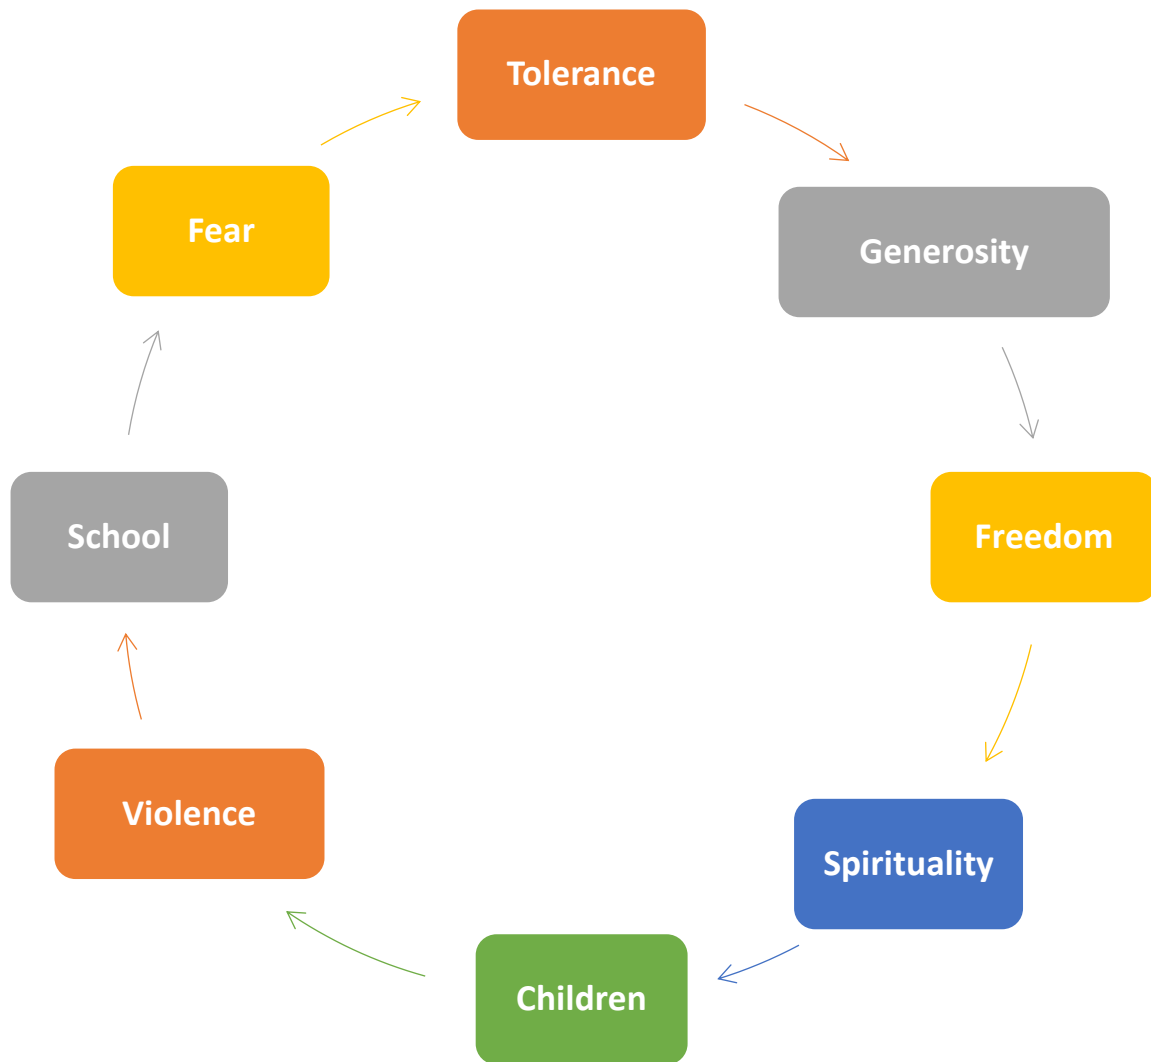 Tolerance
Generosity
Freedom
Spirituality
Children
Violence
School
Fear